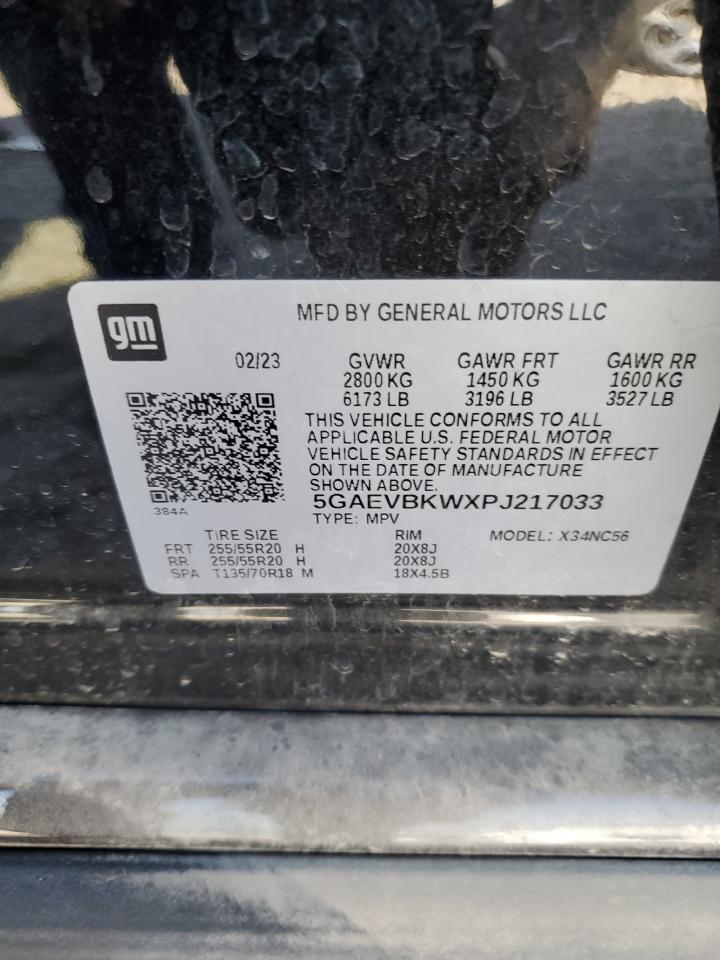 gm
MFD BY GENERAL MOTORS LLC
02/23 GVWR GAWR FRT GAWR RR
2800 KG 1450 KG 1600 KG
6173 LB 3196 LB 3527 LB
THIS VEHICLE CONFORMS TO ALL
APPLICABLE U.S. FEDERAL MOTOR
VEHICLE SAFETY STANDARDS IN EFFECT
ON THE DATE OF MANUFACTURE
SHOWN ABOVE.
384A
5GAEVBKWXPJ217033
TYPE: MPV
TIRE SIZE RIM MODEL: X34NC56
FRT 255/55R20 H 20X8J
RR 255/55R20 H 20X8J
SPA T135/70R18 M 18X4.5B